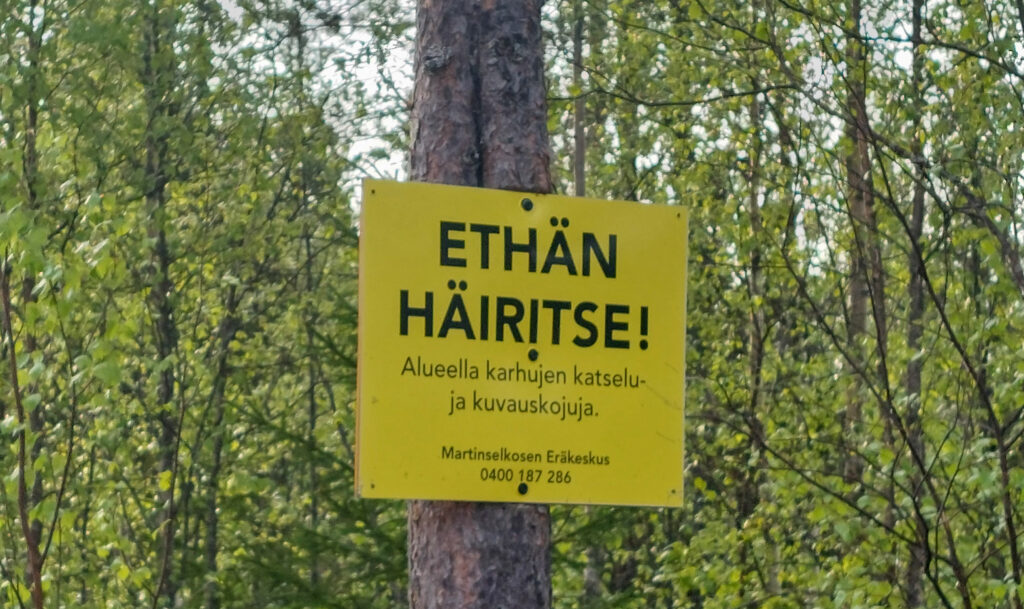 ETHÄN
HÄIRITSE!
Alueella karhujen katselu-
ja kuvauskojuja.
Martinselkosen Eräkeskus
0400 187 286